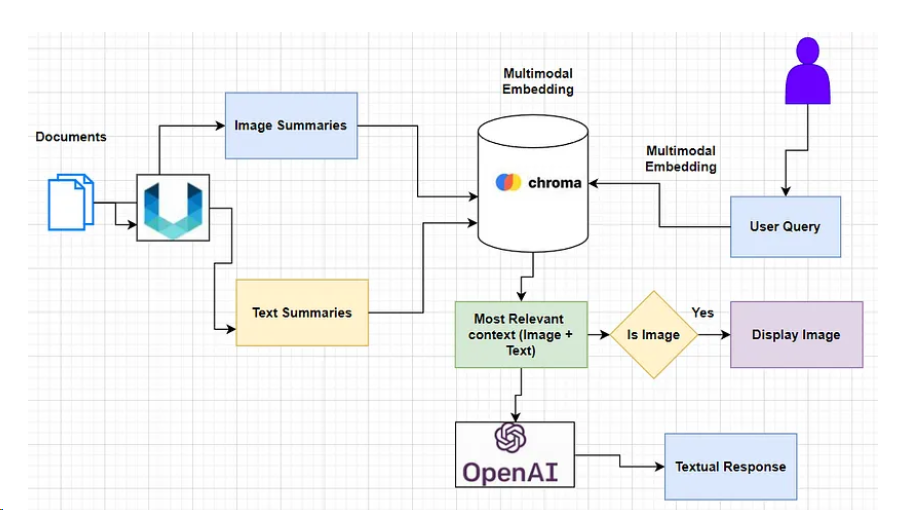 Multimodal
Embedding
Documents
Image Summaries
Multimodal
Embedding
chroma
User Query
Text Summaries
Most Relevant
context (Image +
Text)
Is Image
Yes
Display Image
OpenAI
Textual Response